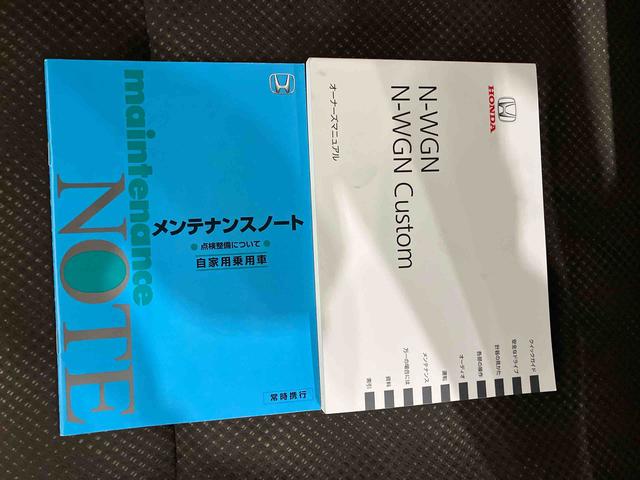 maintenance
NOTE
メンテナンスノート
点検整備について
自家用乗用車
常時携行
HONDA
N-WGN
N-WGN Custom
オーナーズマニュアル
クイックガイド
安全なドライブ
計器の見かた
各部の操作
オーディオ
運転
メンテナンス
万一の場合には
資料
索引